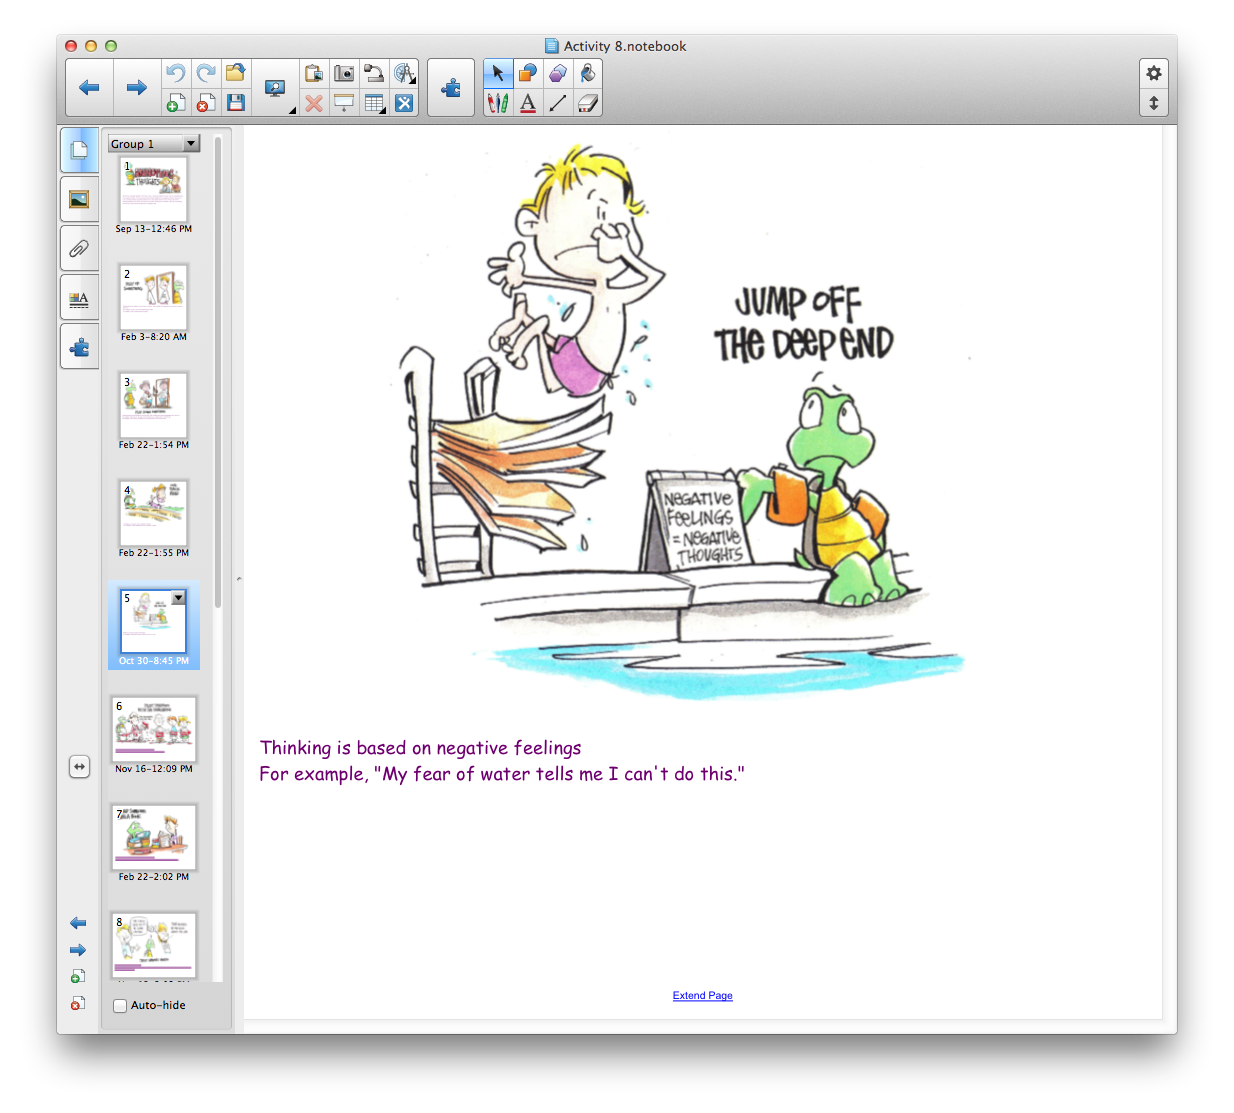 Activity 8.notebook
Group 1
1
Sep 13-12:46 PM
2
Feb 3-8:20 AM
3
Feb 22-1:54 PM
4
Feb 22-1:55 PM
5
Oct 30-8:45 PM
6
Nov 16-12:09 PM
7
Feb 22-2:02 PM
8
Auto-hide
JUMP OFF
THE DEEP END
NEGATIVE
FEELINGS
= NEGATIVE
THOUGHTS
Thinking is based on negative feelings
For example, "My fear of water tells me I can't do this."
Extend Page